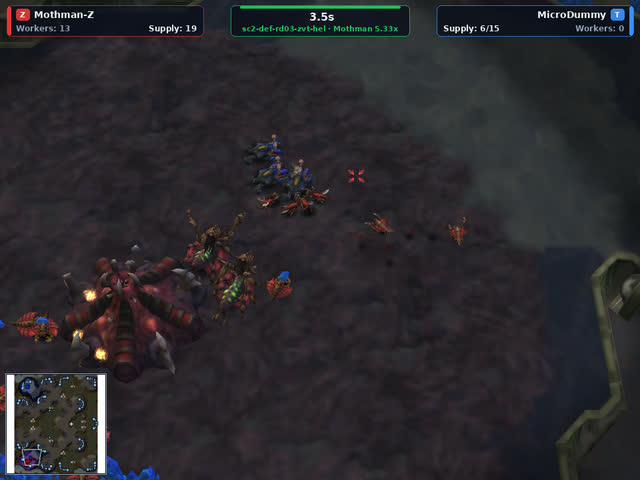 Z Mothman-Z
Workers: 13 Supply: 19
3.5s
sc2-def-rd03-zvt-hel · Mothman 5.33x
MicroDummy T
Supply: 6/15 Workers: 0